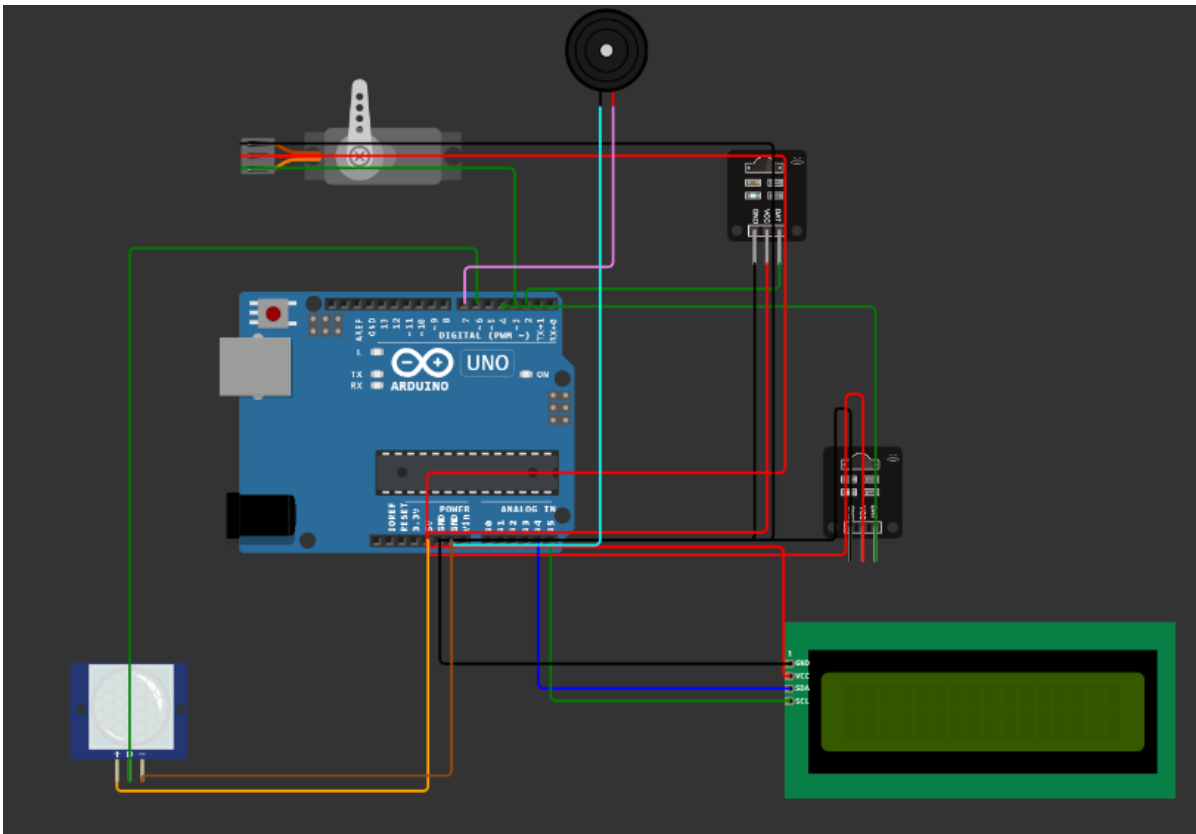 GND
VCC
DAT
AREF
GND
13
12
~11
~10
~9
8
7
~6
~5
4
~3
2
TX→1
RX←0
DIGITAL (PWM ~)
L
UNO
TX
RX
ON
ARDUINO
IOREF
RESET
3.3V
5V
GND
GND
Vin
POWER
ANALOG IN
A0
A1
A2
A3
A4
A5
1
GND
VCC
SDA
SCL
+ D -